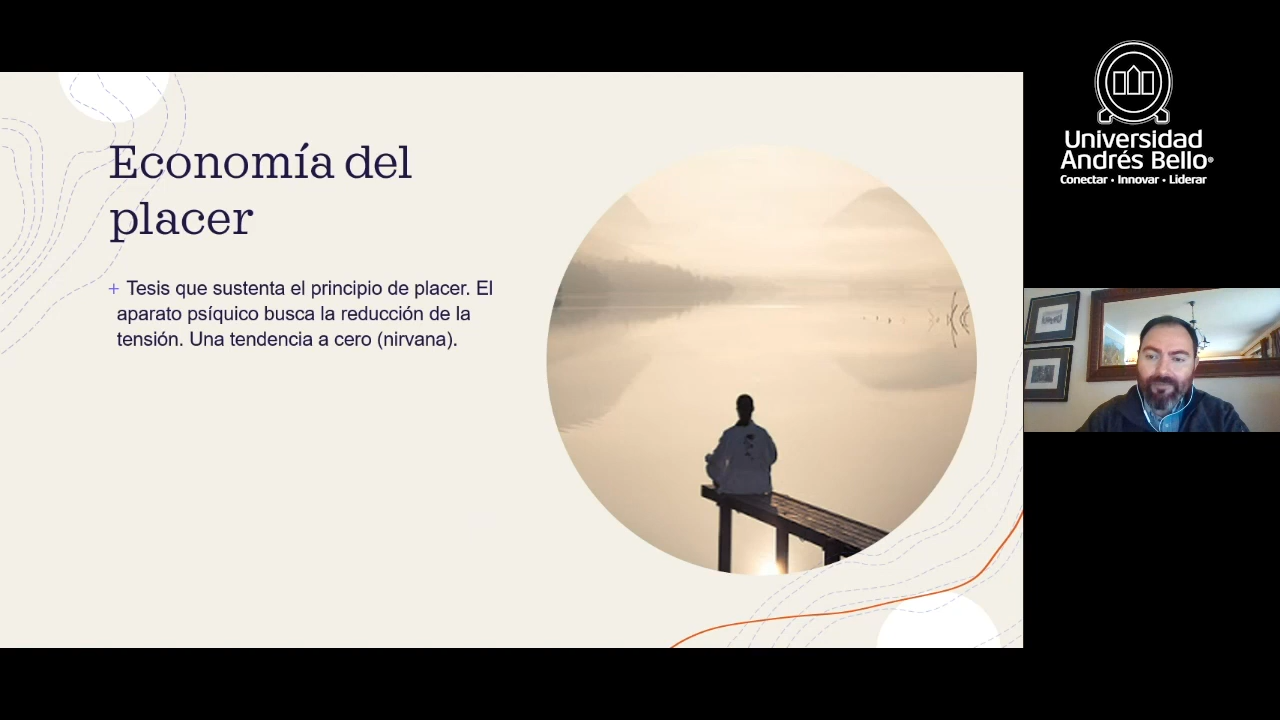 Economía del
placer
+ Tesis que sustenta el principio de placer. El
aparato psíquico busca la reducción de la
tensión. Una tendencia a cero (nirvana).
Universidad
Andrés Bello®
Conectar • Innovar • Liderar